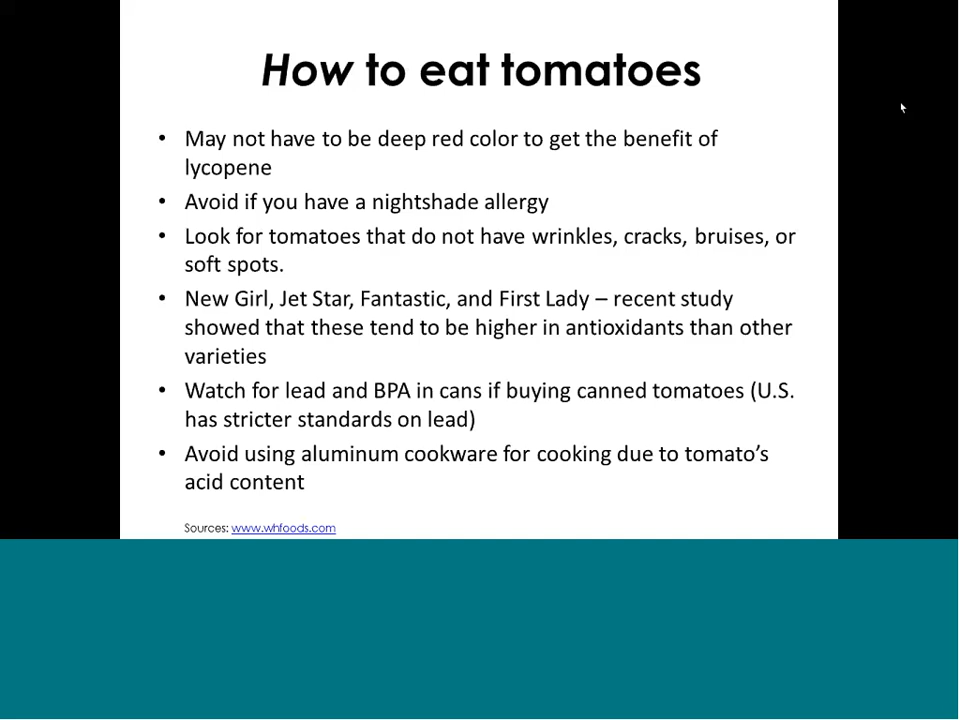 How to eat tomatoes
• May not have to be deep red color to get the benefit of
lycopene
• Avoid if you have a nightshade allergy
• Look for tomatoes that do not have wrinkles, cracks, bruises, or
soft spots.
• New Girl, Jet Star, Fantastic, and First Lady – recent study
showed that these tend to be higher in antioxidants than other
varieties
• Watch for lead and BPA in cans if buying canned tomatoes (U.S.
has stricter standards on lead)
• Avoid using aluminum cookware for cooking due to tomato’s
acid content
Sources: www.whfoods.com